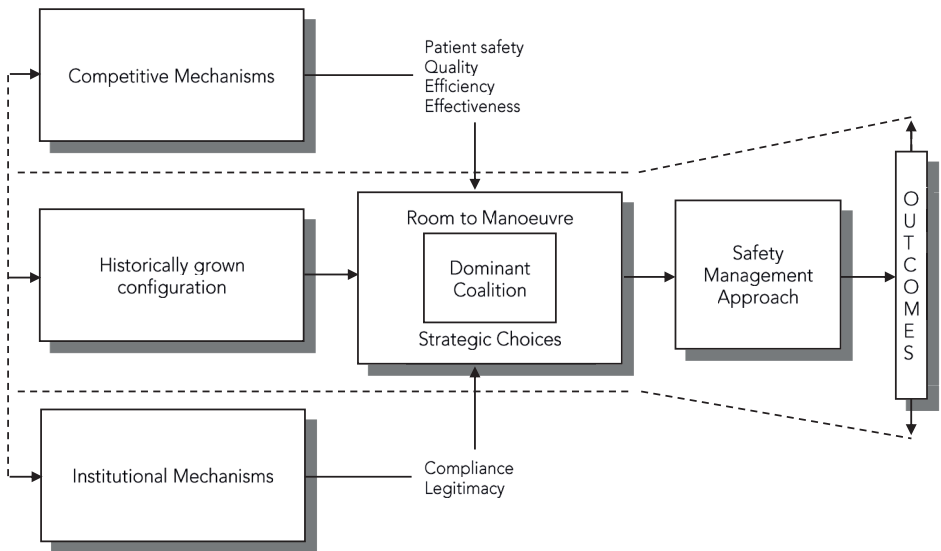 Competitive Mechanisms
Patient safety
Quality
Efficiency
Effectiveness
Historically grown
configuration
Room to Manoeuvre
Dominant
Coalition
Strategic Choices
Safety
Management
Approach
OUTCOMES
Institutional Mechanisms
Compliance
Legitimacy